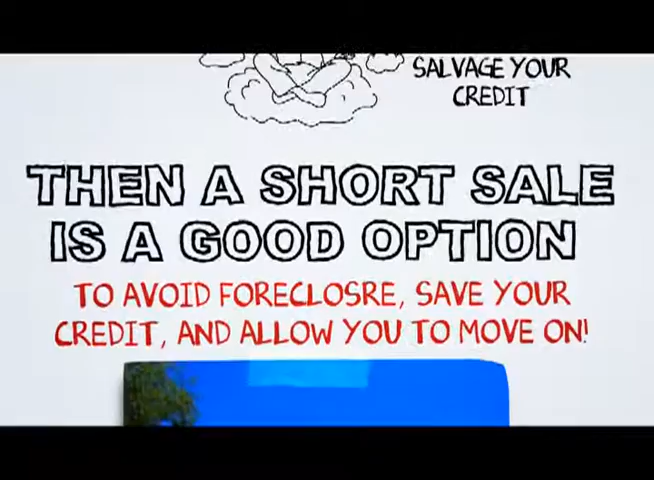 SALVAGE YOUR
CREDIT
THEN A SHORT SALE
IS A GOOD OPTION
TO AVOID FORECLOSRE, SAVE YOUR
CREDIT, AND ALLOW YOU TO MOVE ON!